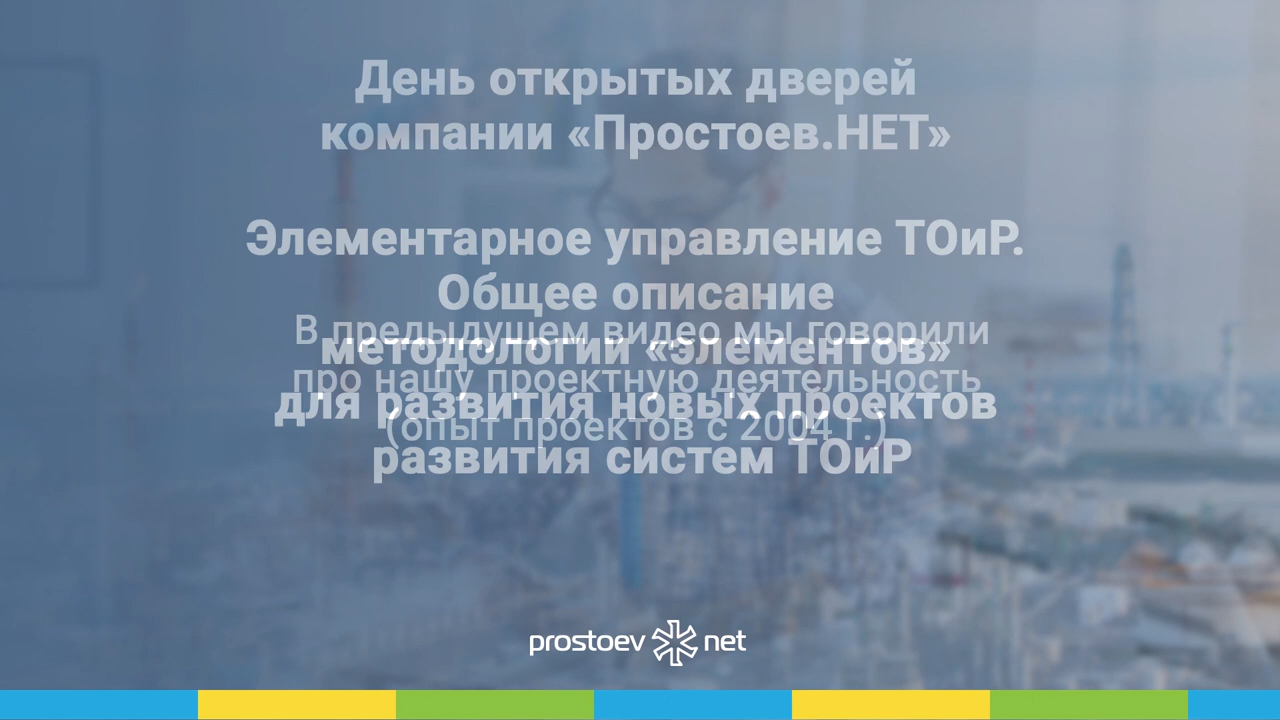 День открытых дверей
компании «Простоев.НЕТ»
Элементарное управление ТОиР.
Общее описание
В предыдущем видео мы говорили
методологии «элементов»
про нашу проектную деятельность
для развития новых проектов
(опыт проектов с 2004 г.)
развития систем ТОиР
prostoev net